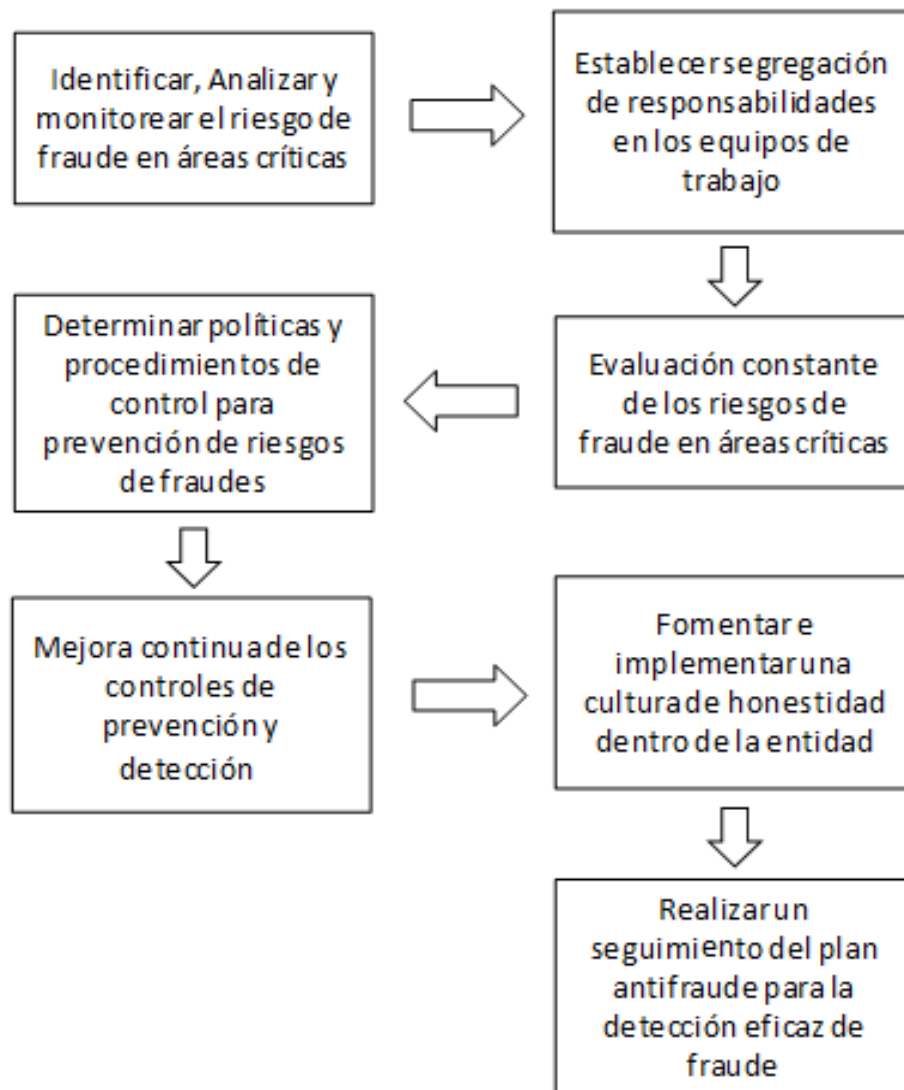 Identificar, Analizar y
monitorear el riesgo de
fraude en áreas críticas
Establecer segregación
de responsabilidades
en los equipos de
trabajo
Evaluación constante
de los riesgos de
fraude en áreas críticas
Determinar políticas y
procedimientos de
control para
prevención de riesgos
de fraudes
Mejora continua de los
controles de
prevención y
detección
Fomentar e
implementar una
cultura de honestidad
dentro de la entidad
Realizar un
seguimiento del plan
antifraude para la
detección eficaz de
fraude